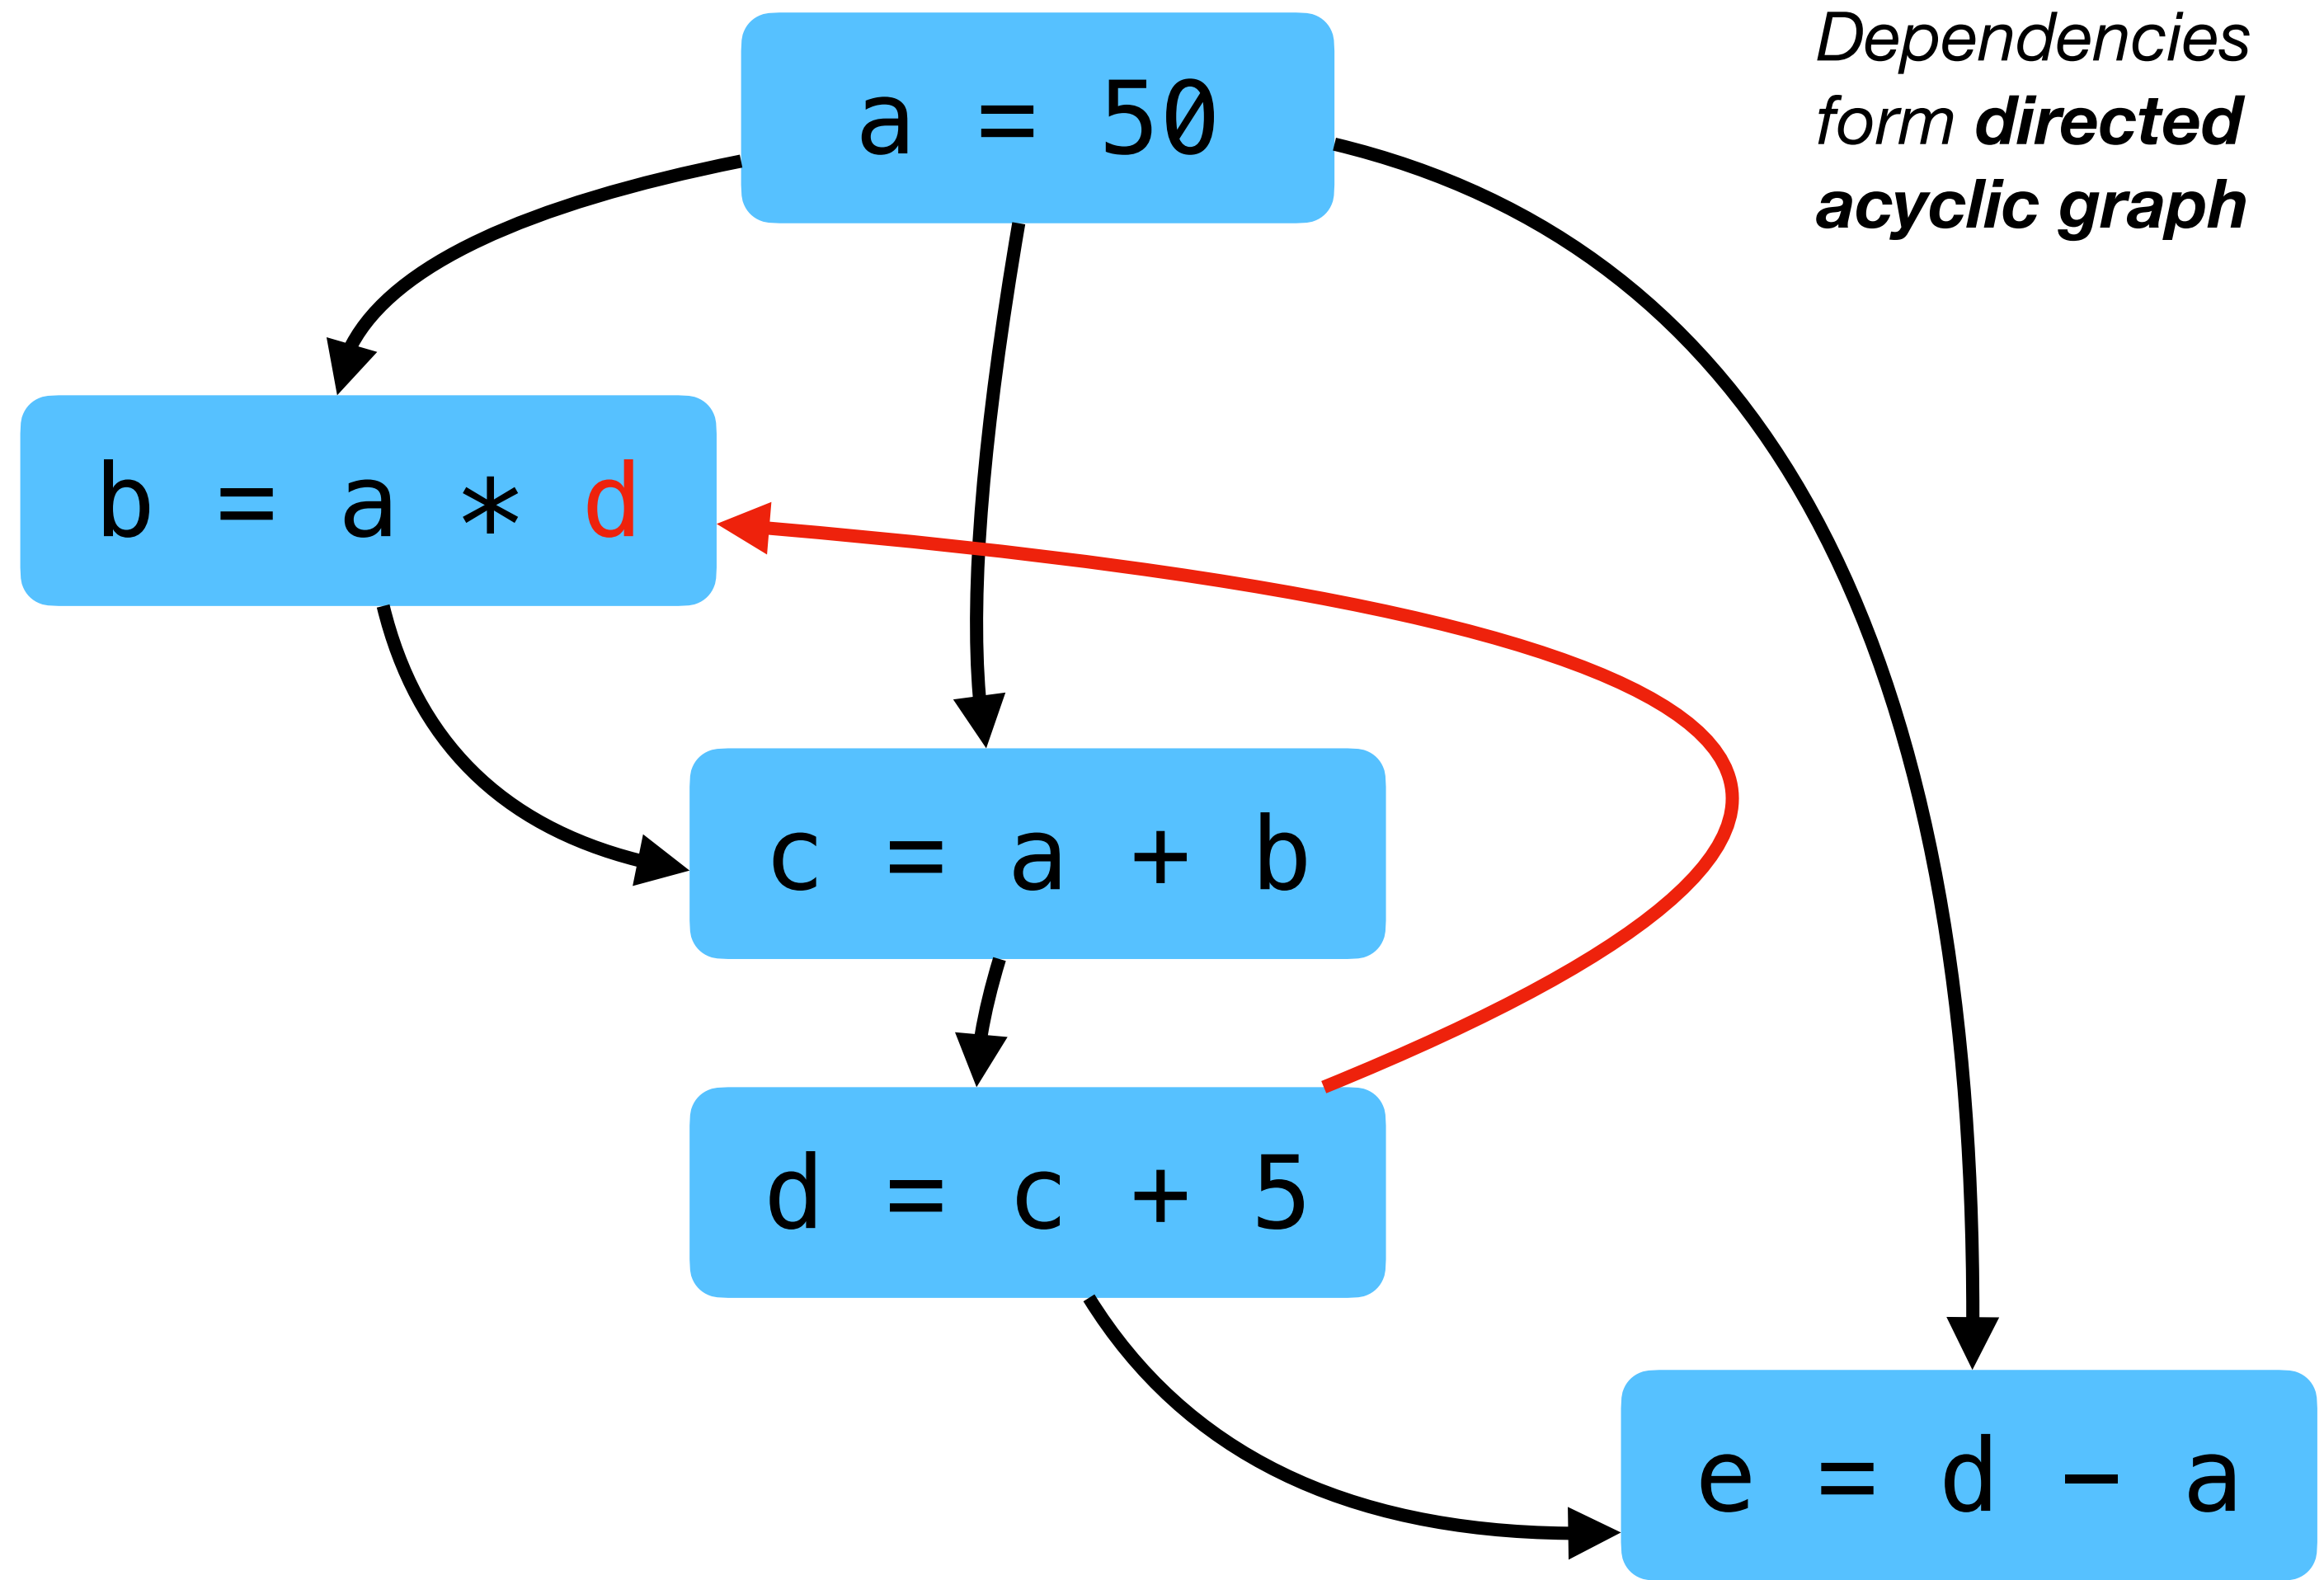 a = 50
Dependencies
form directed
acyclic graph
b = a * d
c = a + b
d = c + 5
e = d - a